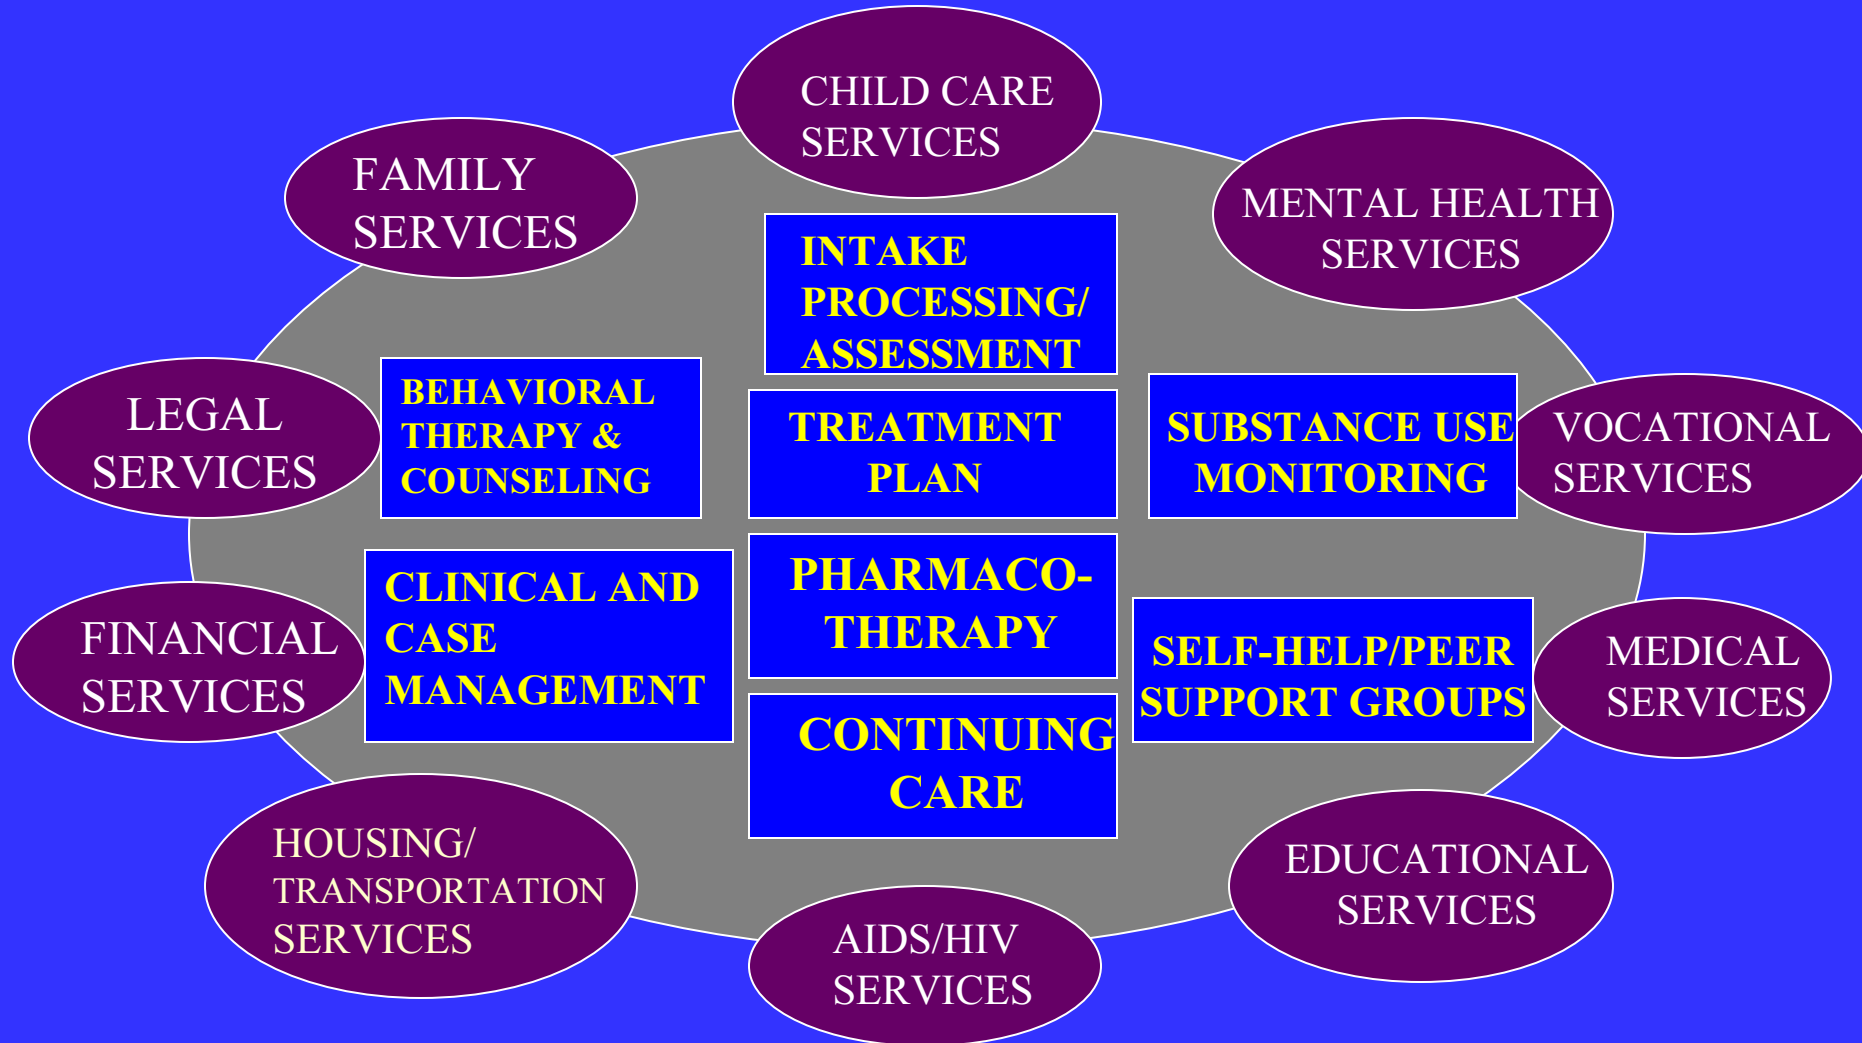 CHILD CARE
SERVICES
FAMILY
SERVICES
MENTAL HEALTH
SERVICES
INTAKE
PROCESSING/
ASSESSMENT
LEGAL
SERVICES
BEHAVIORAL
THERAPY &
COUNSELING
TREATMENT
PLAN
SUBSTANCE USE
MONITORING
VOCATIONAL
SERVICES
FINANCIAL
SERVICES
CLINICAL AND
CASE
MANAGEMENT
PHARMACO-
THERAPY
SELF-HELP/PEER
SUPPORT GROUPS
MEDICAL
SERVICES
CONTINUING
CARE
HOUSING/
TRANSPORTATION
SERVICES
AIDS/HIV
SERVICES
EDUCATIONAL
SERVICES